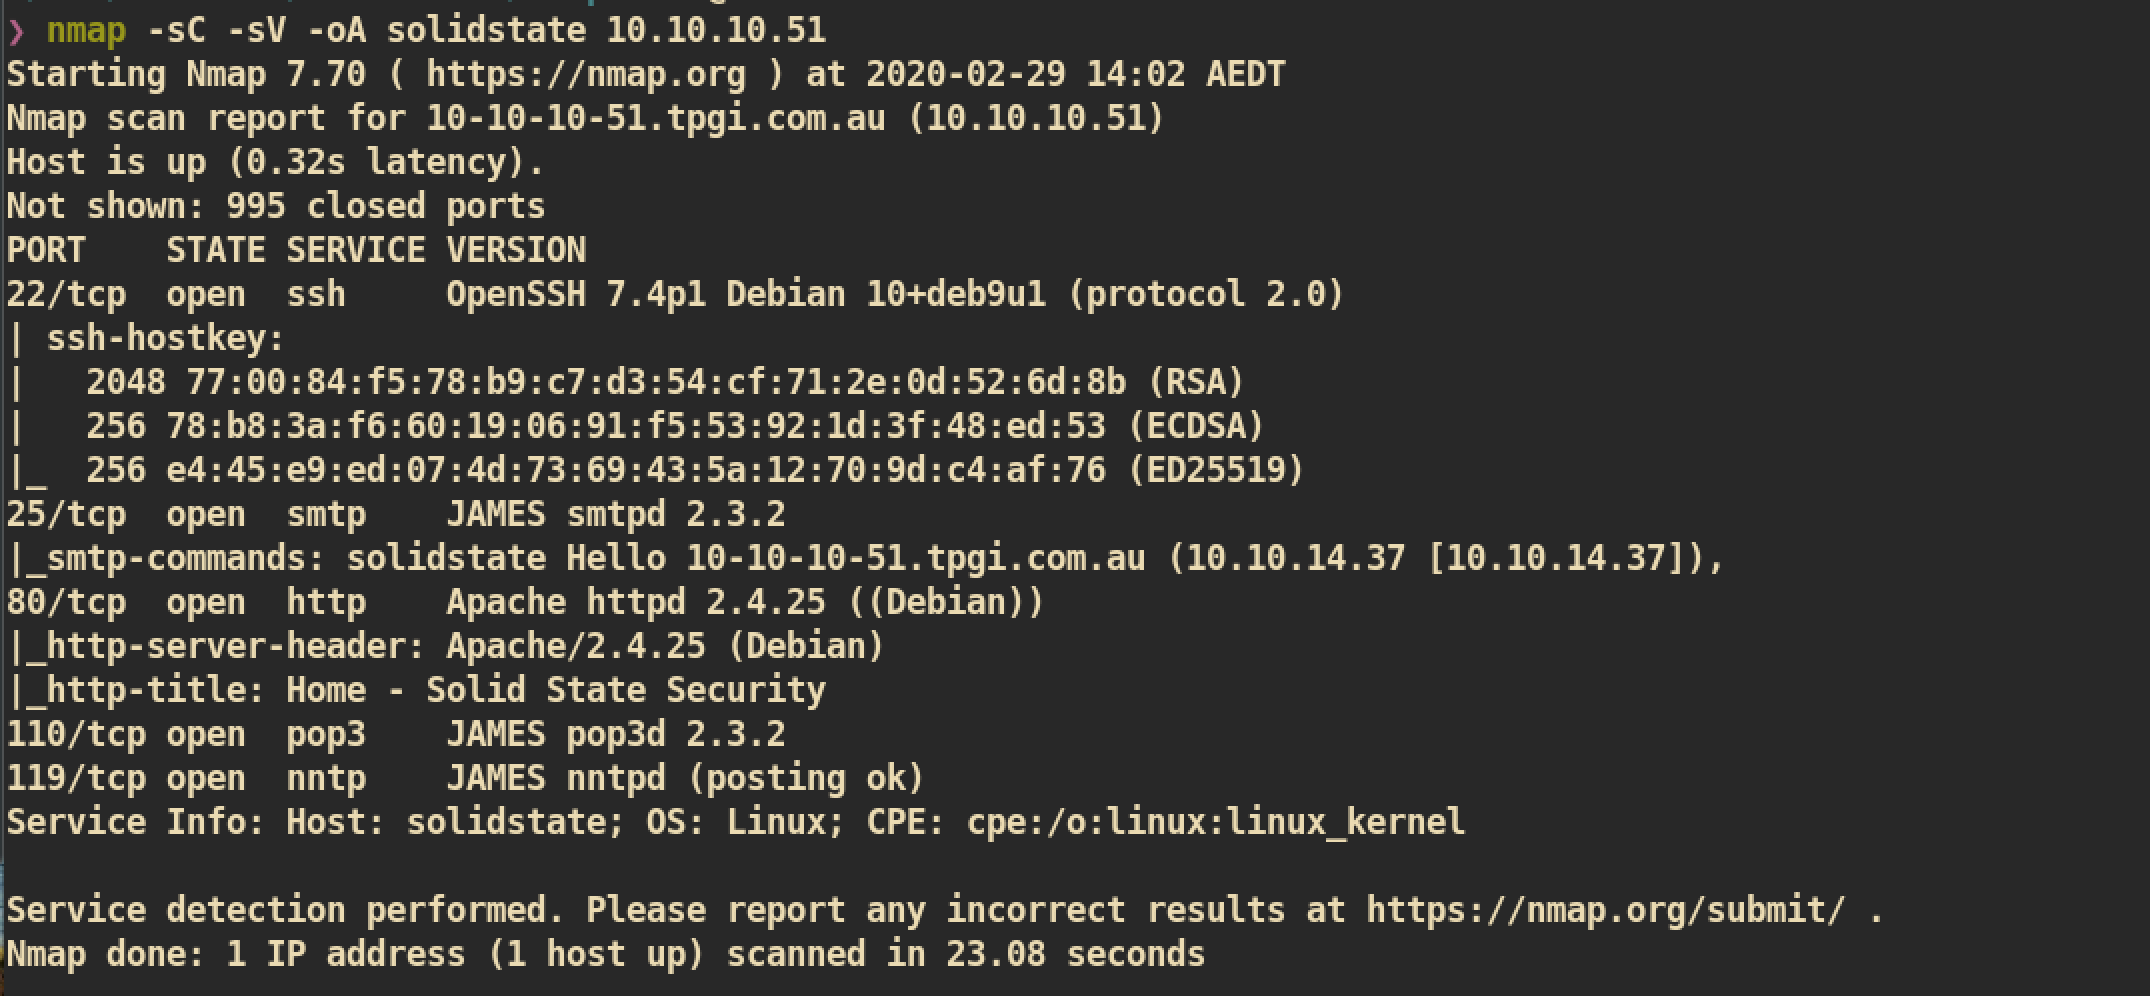 ❯ nmap -sC -sV -oA solidstate 10.10.10.51
Starting Nmap 7.70 ( https://nmap.org ) at 2020-02-29 14:02 AEDT
Nmap scan report for 10-10-10-51.tpgi.com.au (10.10.10.51)
Host is up (0.32s latency).
Not shown: 995 closed ports
PORT    STATE SERVICE VERSION
22/tcp  open  ssh     OpenSSH 7.4p1 Debian 10+deb9u1 (protocol 2.0)
| ssh-hostkey:
|   2048 77:00:84:f5:78:b9:c7:d3:54:cf:71:2e:0d:52:6d:8b (RSA)
|   256 78:b8:3a:f6:60:19:06:91:f5:53:92:1d:3f:48:ed:53 (ECDSA)
|_  256 e4:45:e9:ed:07:4d:73:69:43:5a:12:70:9d:c4:af:76 (ED25519)
25/tcp  open  smtp    JAMES smtpd 2.3.2
|_smtp-commands: solidstate Hello 10-10-10-51.tpgi.com.au (10.10.14.37 [10.10.14.37]),
80/tcp  open  http    Apache httpd 2.4.25 ((Debian))
|_http-server-header: Apache/2.4.25 (Debian)
|_http-title: Home - Solid State Security
110/tcp open  pop3    JAMES pop3d 2.3.2
119/tcp open  nntp    JAMES nntpd (posting ok)
Service Info: Host: solidstate; OS: Linux; CPE: cpe:/o:linux:linux_kernel

Service detection performed. Please report any incorrect results at https://nmap.org/submit/ .
Nmap done: 1 IP address (1 host up) scanned in 23.08 seconds